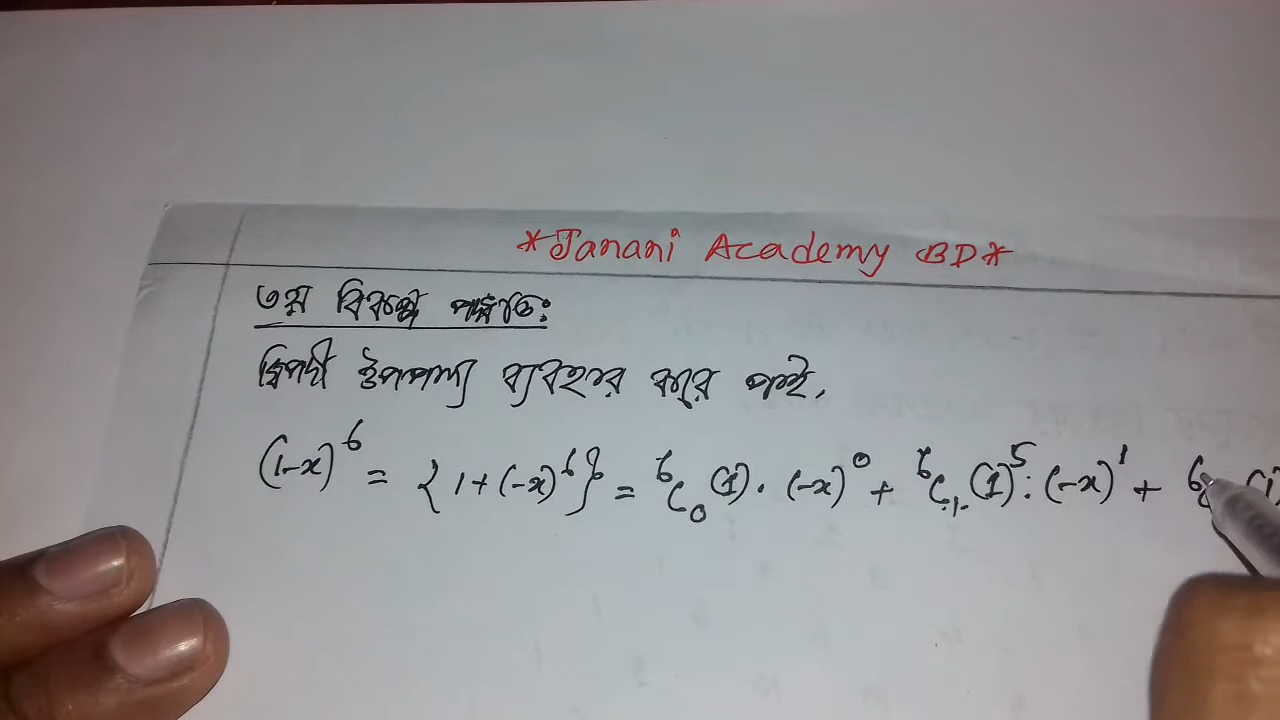 *Janani Academy BD*
৩য় বিকল্প পদ্ধতি:
দ্বিপদী উপপাদ্য ব্যবহার করে পাই,
(1-x)⁶ = {1+(-x)⁶} = ⁶C₀(1)·(-x)⁰ + ⁶C₁.(1)⁵:(-x)¹ +